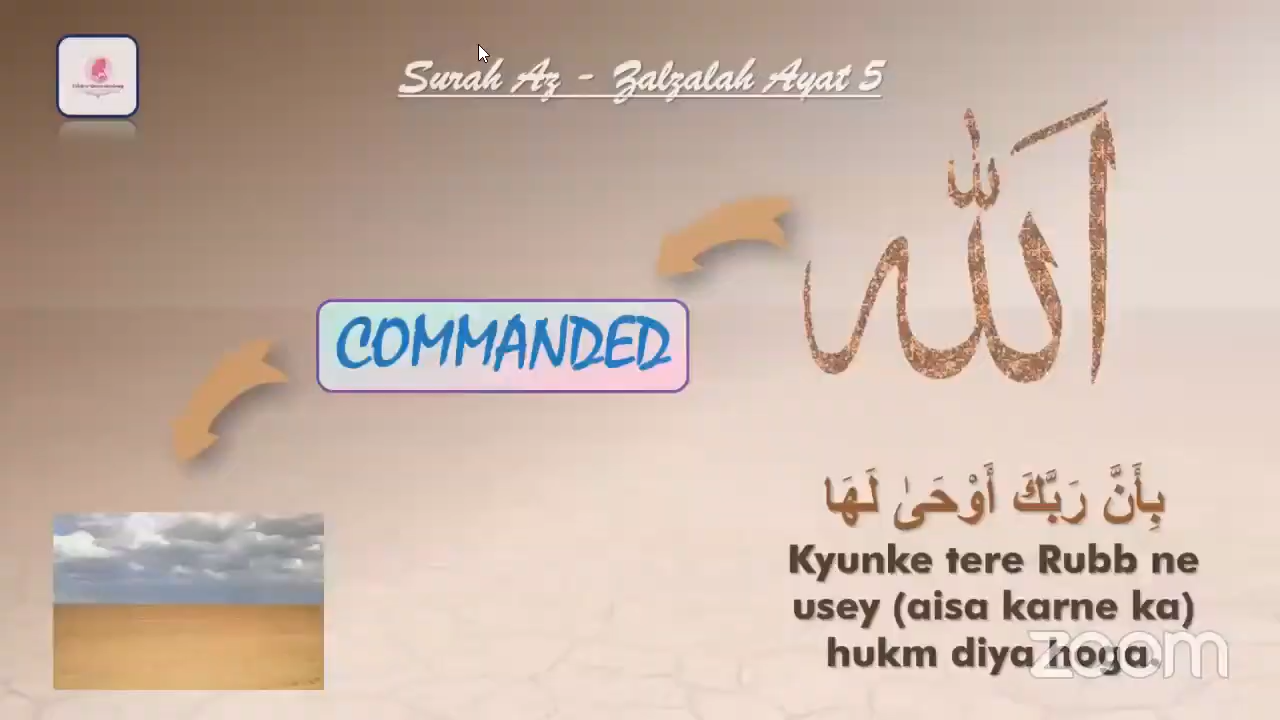 Surah Az - Zalzalah Ayat 5
الله
COMMANDED
بِأَنَّ رَبَّكَ أَوْحَىٰ لَهَا
Kyunke tere Rubb ne
usey (aisa karne ka)
hukm diya hoga.
zoom